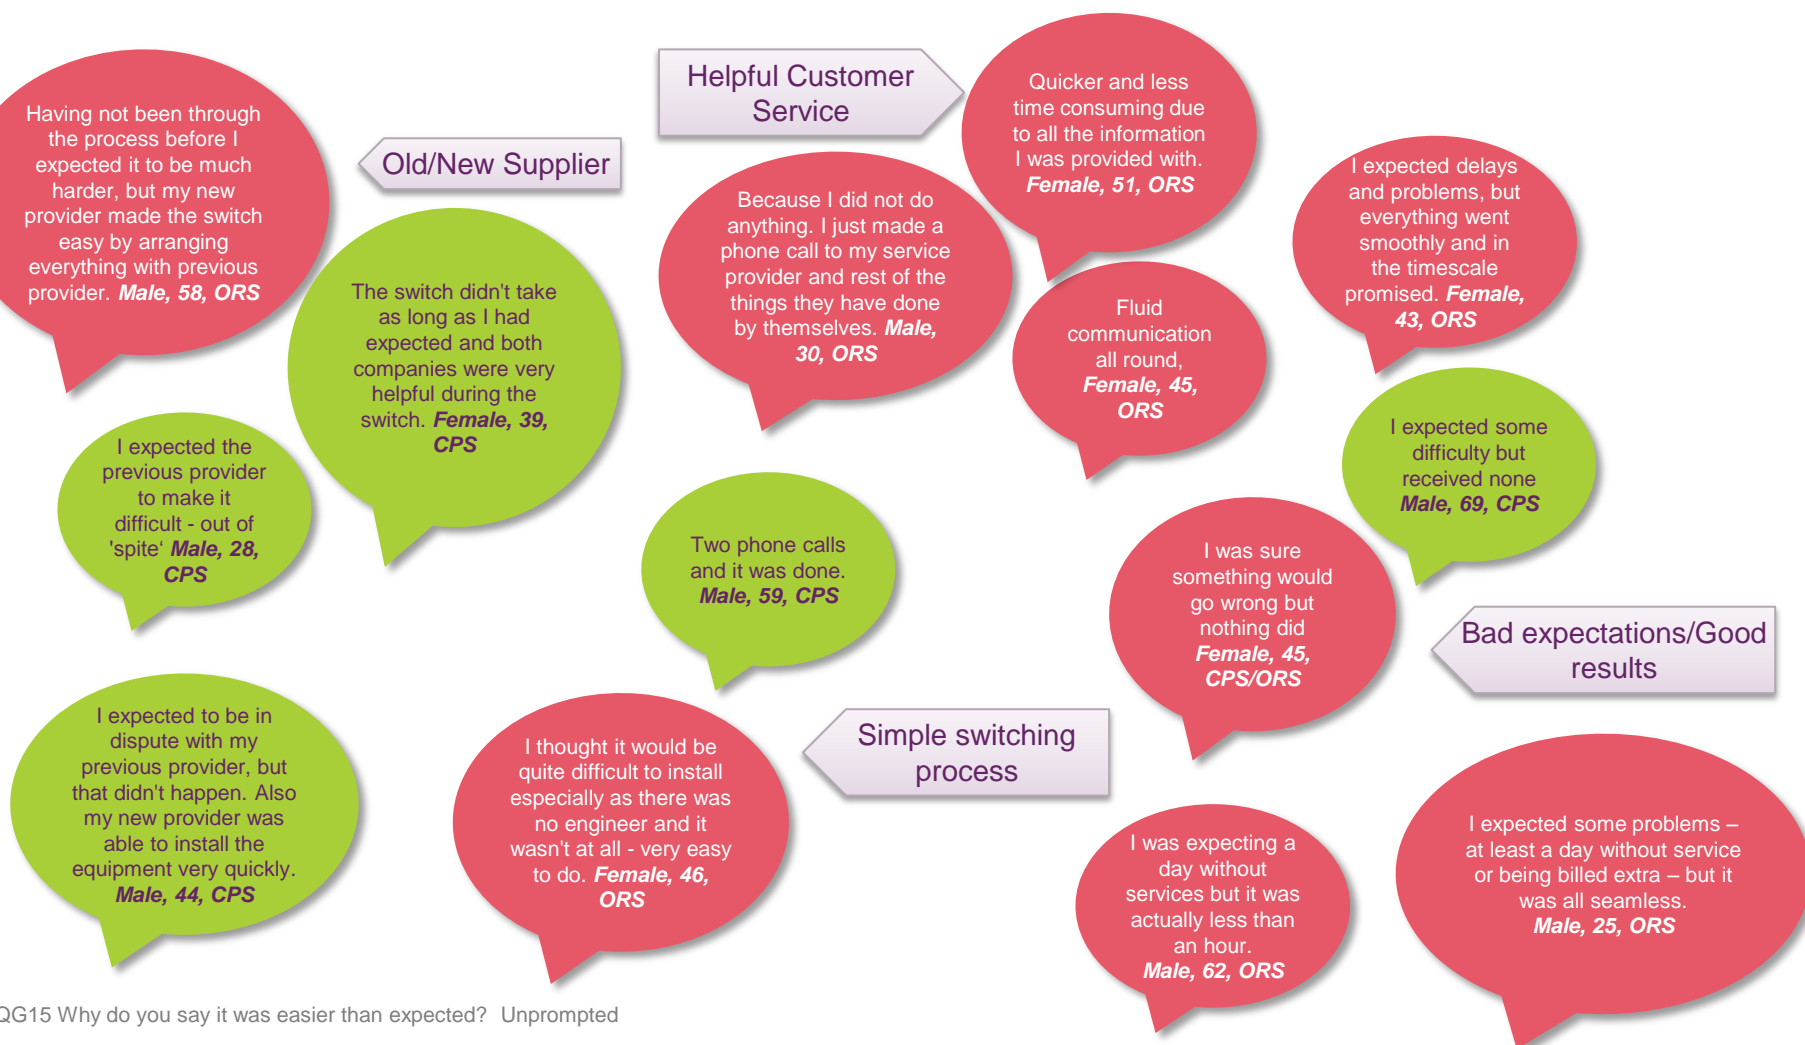 Having not been through
the process before I
expected it to be much
harder, but my new
provider made the switch
easy by arranging
everything with previous
provider. Male, 58, ORS
Old/New Supplier
The switch didn't take
as long as I had
expected and both
companies were very
helpful during the
switch. Female, 39,
CPS
I expected the
previous provider
to make it
difficult - out of
'spite‘ Male, 28,
CPS
I expected to be in
dispute with my
previous provider, but
that didn't happen. Also
my new provider was
able to install the
equipment very quickly.
Male, 44, CPS
Helpful Customer
Service
Quicker and less
time consuming due
to all the information
I was provided with.
Female, 51, ORS
Because I did not do
anything. I just made a
phone call to my service
provider and rest of the
things they have done
by themselves. Male,
30, ORS
Fluid
communication
all round,
Female, 45,
ORS
Two phone calls
and it was done.
Male, 59, CPS
Simple switching
process
I thought it would be
quite difficult to install
especially as there was
no engineer and it
wasn't at all - very easy
to do. Female, 46,
ORS
I expected delays
and problems, but
everything went
smoothly and in
the timescale
promised. Female,
43, ORS
I expected some
difficulty but
received none
Male, 69, CPS
I was sure
something would
go wrong but
nothing did
Female, 45,
CPS/ORS
Bad expectations/Good
results
I was expecting a
day without
services but it was
actually less than
an hour.
Male, 62, ORS
I expected some problems –
at least a day without service
or being billed extra – but it
was all seamless.
Male, 25, ORS
QG15 Why do you say it was easier than expected? Unprompted